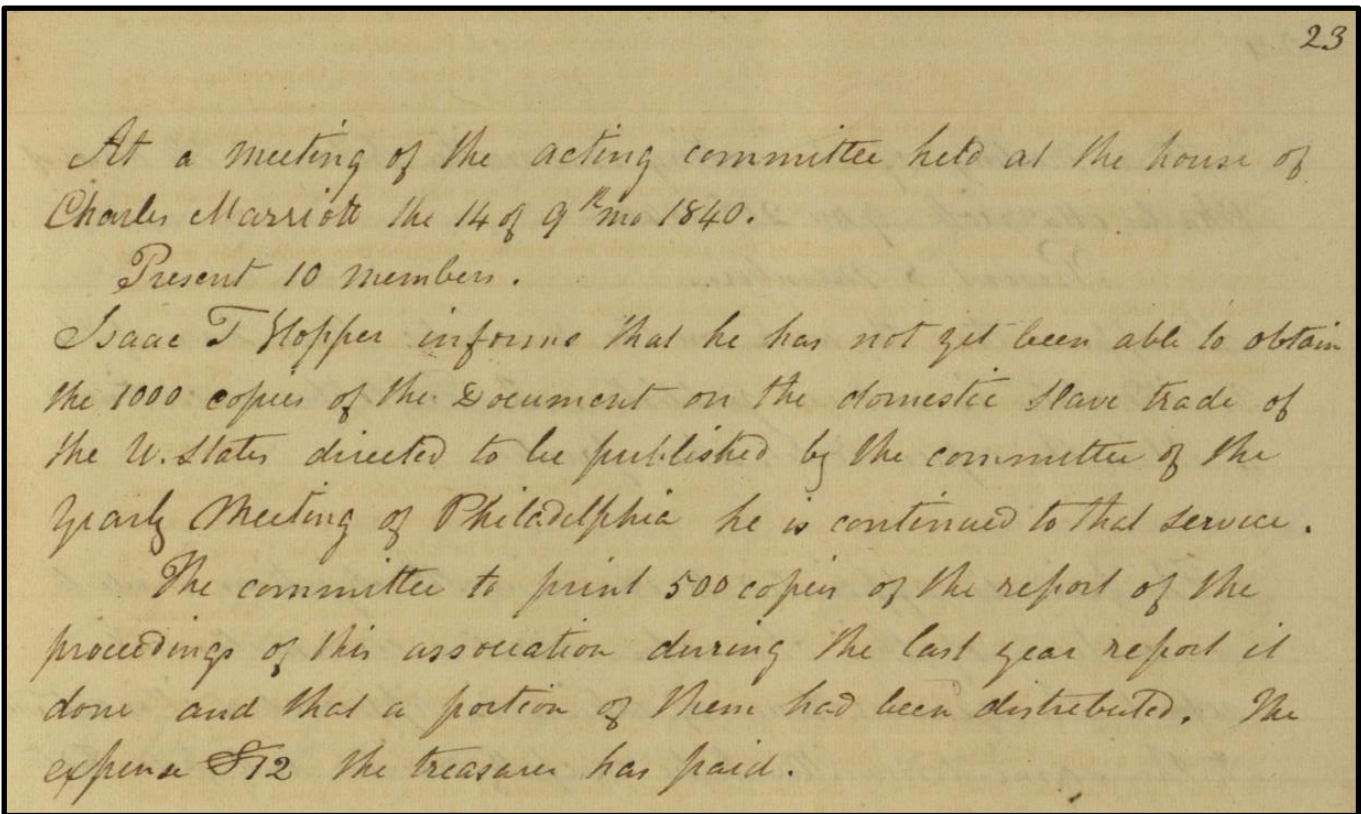 23
At a meeting of the acting committee held at the house of
Charles Marriott the 14 of 9th mo 1840.
Present 10 members.
Isaac T Hopper informs that he has not yet been able to obtain
the 1000 copies of the Document on the domestic slave trade of
the U. States directed to be published by the committee of the
Yearly Meeting of Philadelphia he is continued to that service.
The committee to print 500 copies of the report of the
proceedings of this association during the last year report it
done and that a portion of them had been distributed. The
expense $12 the treasurer has paid.